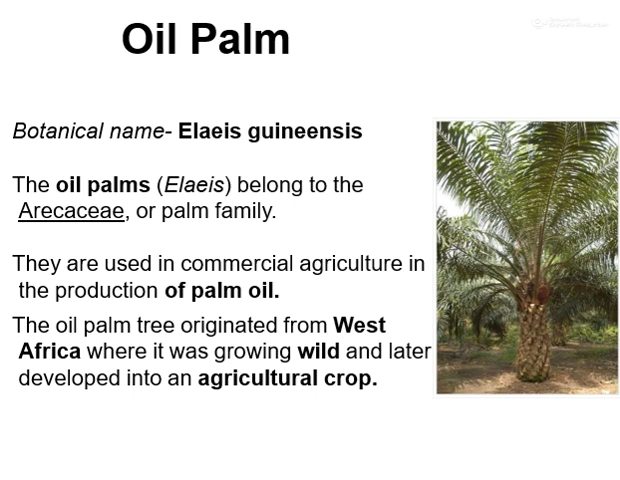 Oil Palm
Botanical name- Elaeis guineensis
The oil palms (Elaeis) belong to the
Arecaceae, or palm family.
They are used in commercial agriculture in
the production of palm oil.
The oil palm tree originated from West
Africa where it was growing wild and later
developed into an agricultural crop.